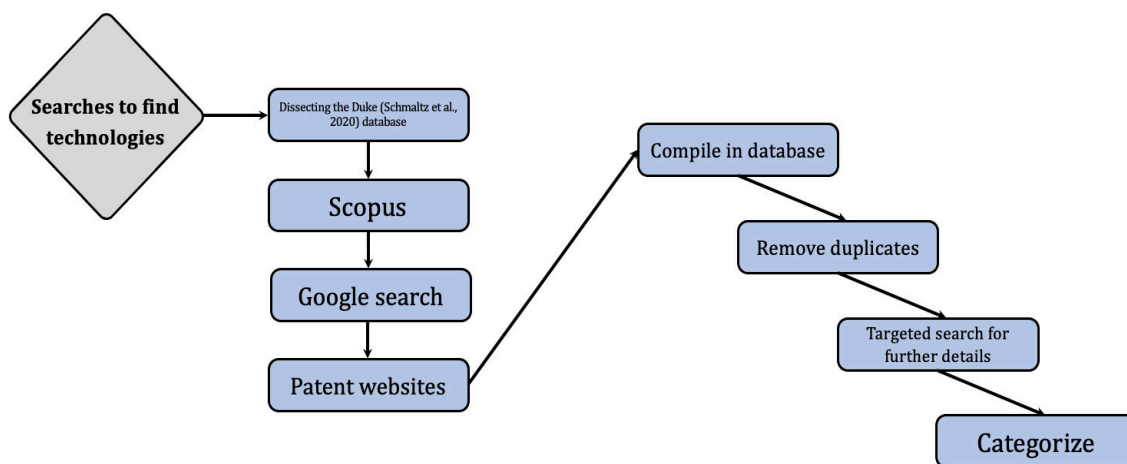 Searches to find
technologies
Dissecting the Duke (Schmaltz et al.,
2020) database
Scopus
Google search
Patent websites
Compile in database
Remove duplicates
Targeted search for
further details
Categorize